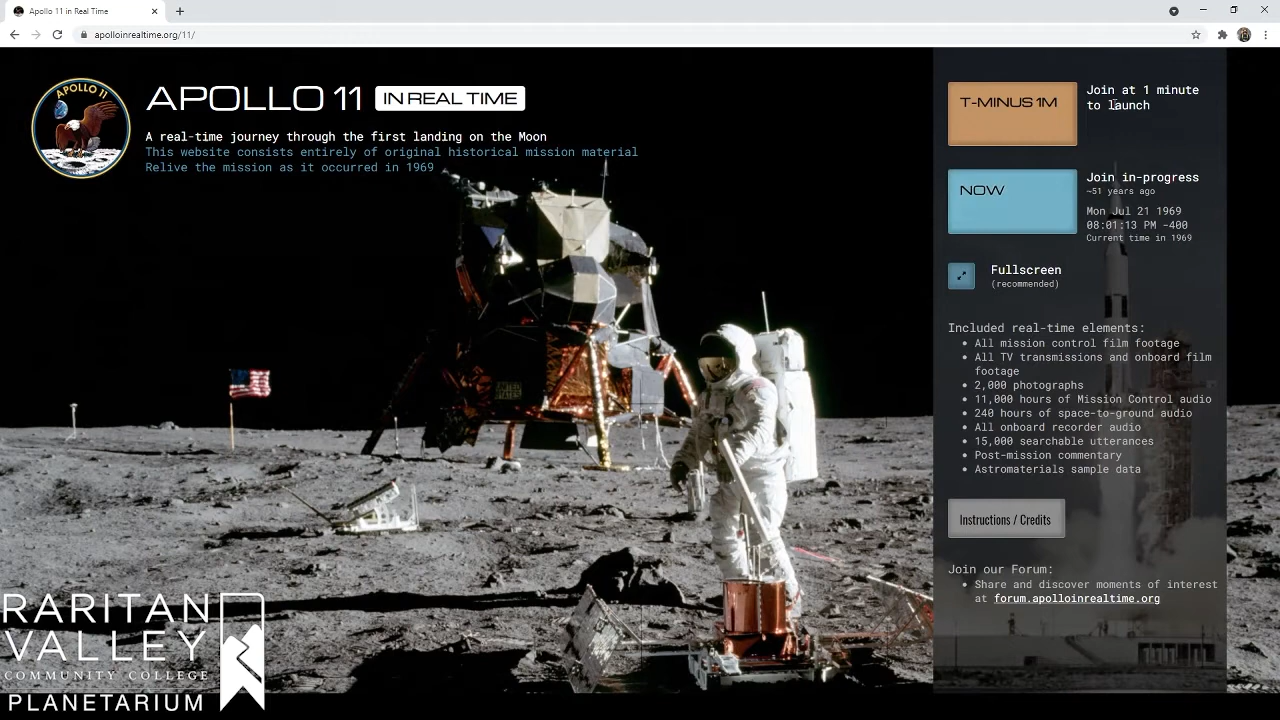 Apollo 11 in Real Time
apolloinrealtime.org/11/
APOLLO 11
APOLLO 11 IN REAL TIME
A real-time journey through the first landing on the Moon
This website consists entirely of original historical mission material
Relive the mission as it occurred in 1969
T-MINUS 1M
Join at 1 minute
to launch
NOW
Join in-progress
~51 years ago
Mon Jul 21 1969
08:01:13 PM -400
Current time in 1969
Fullscreen
(recommended)
Included real-time elements:
• All mission control film footage
• All TV transmissions and onboard film
footage
• 2,000 photographs
• 11,000 hours of Mission Control audio
• 240 hours of space-to-ground audio
• All onboard recorder audio
• 15,000 searchable utterances
• Post-mission commentary
• Astromaterials sample data
Instructions / Credits
Join our Forum:
• Share and discover moments of interest
at forum.apolloinrealtime.org
UNITED
STATES
RARITAN
VALLEY
COMMUNITY COLLEGE
PLANETARIUM